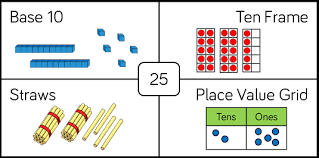 Base 10
Ten Frame
25
Straws
Place Value Grid
Tens Ones